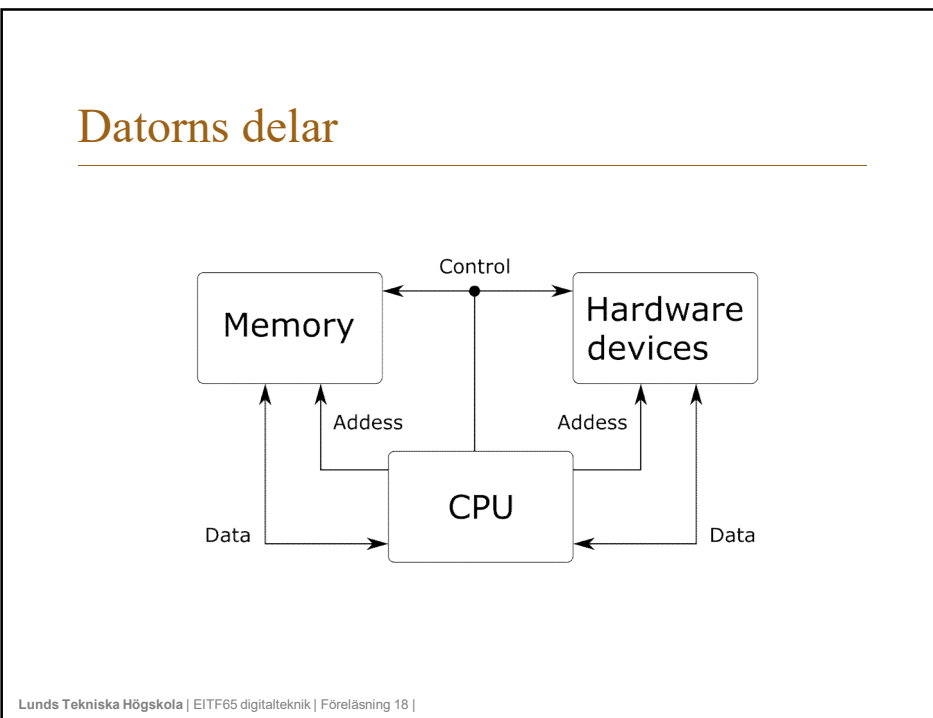 Datorns delar
Control
Memory
Hardware
devices
Addess
Addess
CPU
Data
Data
Lunds Tekniska Högskola | EITF65 digitalteknik | Föreläsning 18 |